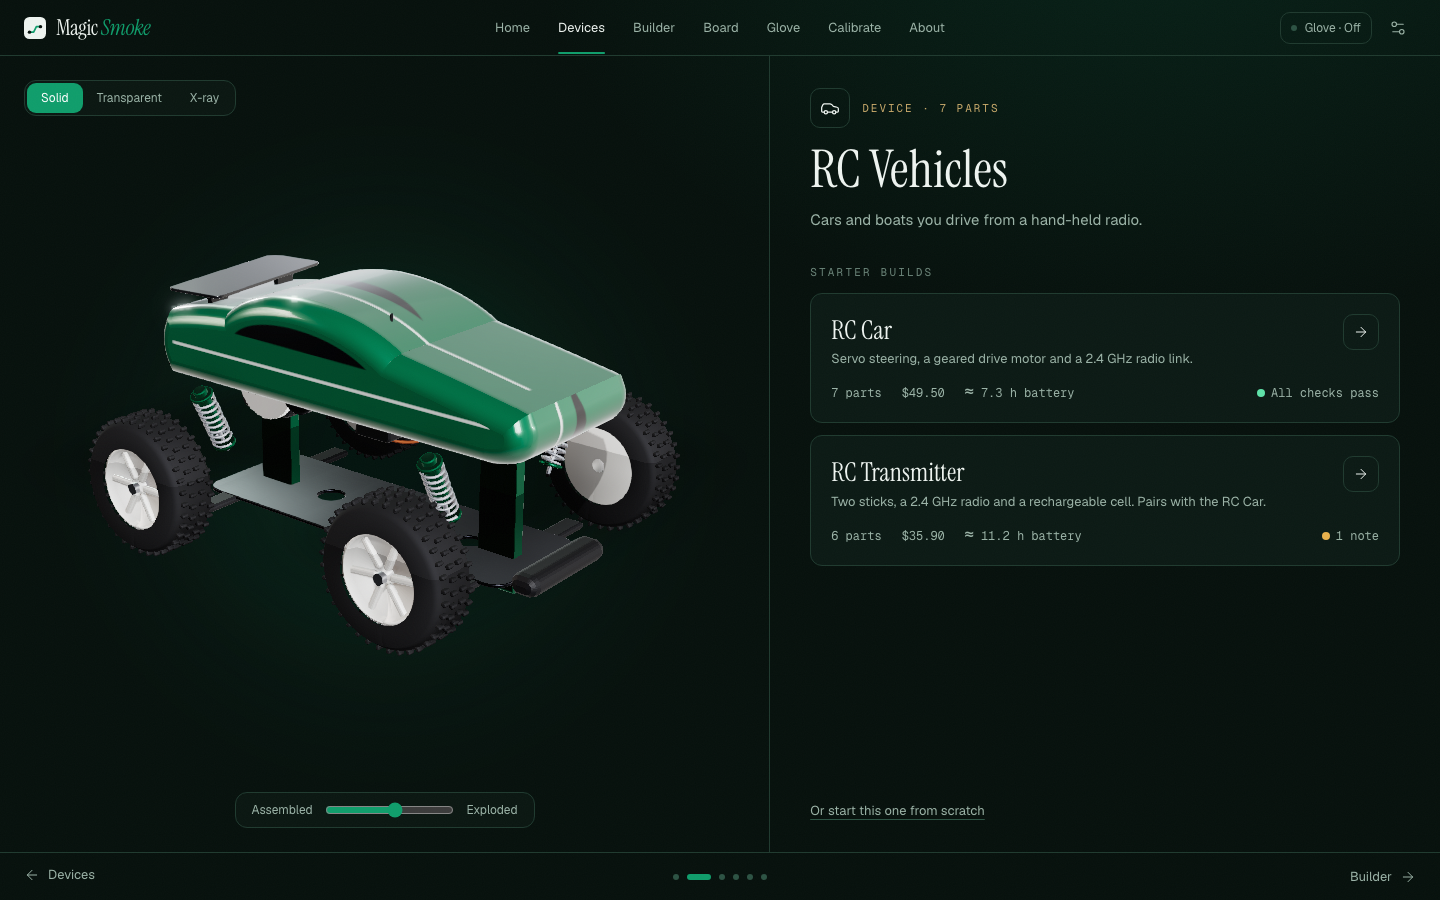 Magic Smoke
Home
Devices
Builder
Board
Glove
Calibrate
About
Glove · Off
Solid
Transparent
X-ray
DEVICE · 7 PARTS
RC Vehicles
Cars and boats you drive from a hand-held radio.
STARTER BUILDS
RC Car
Servo steering, a geared drive motor and a 2.4 GHz radio link.
7 parts $49.50 ≈ 7.3 h battery
All checks pass
RC Transmitter
Two sticks, a 2.4 GHz radio and a rechargeable cell. Pairs with the RC Car.
6 parts $35.90 ≈ 11.2 h battery
1 note
Assembled
Exploded
Or start this one from scratch
Devices
Builder